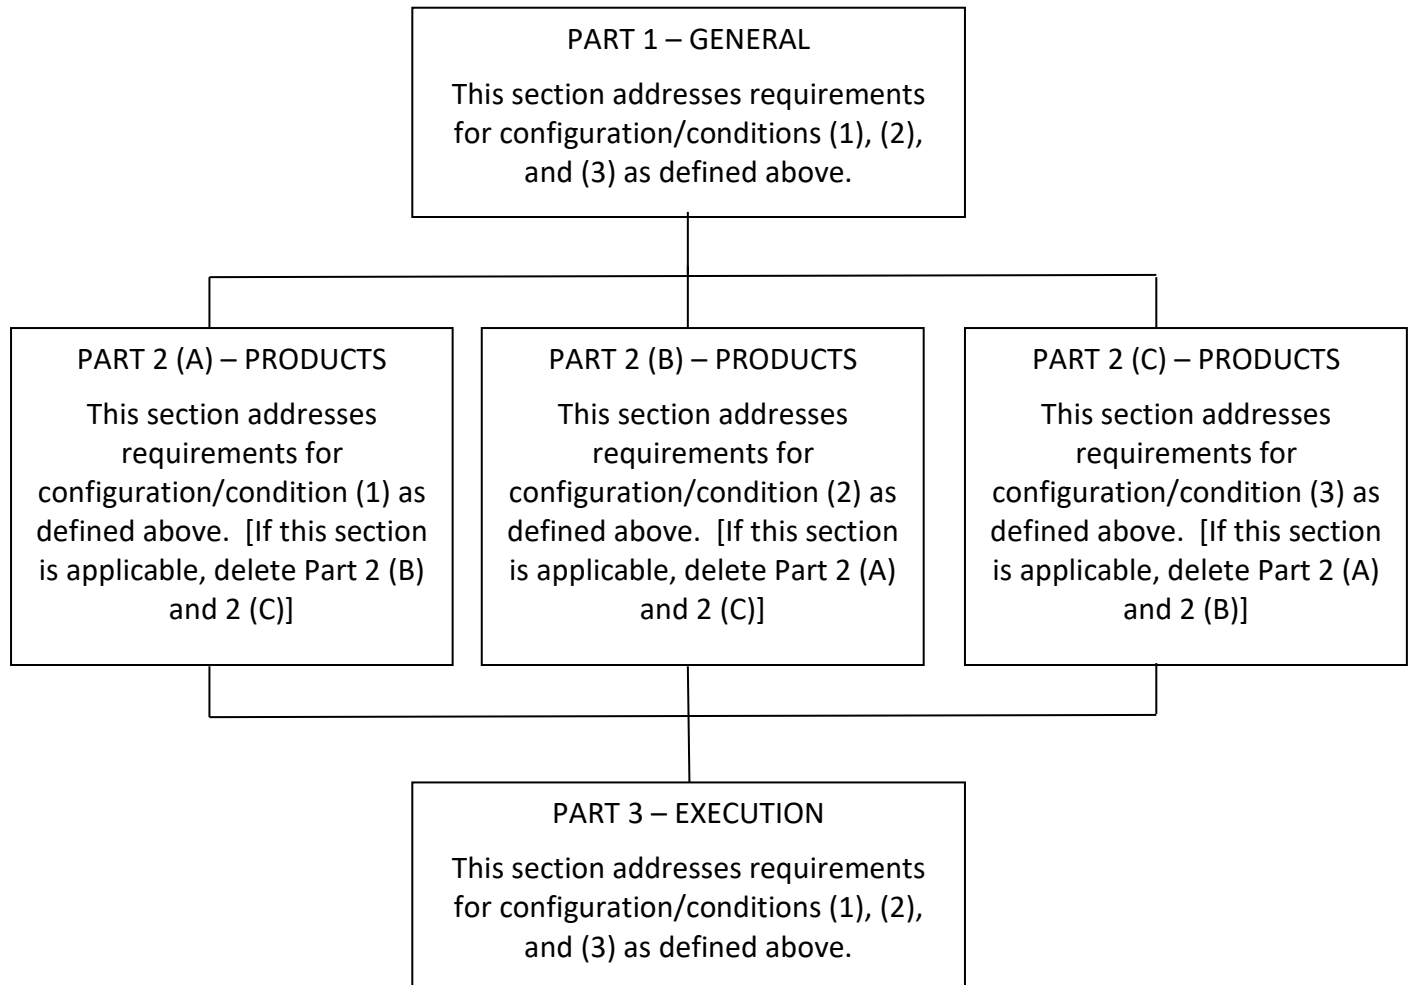 PART 1 – GENERAL
This section addresses requirements
for configuration/conditions (1), (2),
and (3) as defined above.
PART 2 (A) – PRODUCTS
This section addresses
requirements for
configuration/condition (1) as
defined above.  [If this section
is applicable, delete Part 2 (B)
and 2 (C)]
PART 2 (B) – PRODUCTS
This section addresses
requirements for
configuration/condition (2) as
defined above.  [If this section
is applicable, delete Part 2 (A)
and 2 (C)]
PART 2 (C) – PRODUCTS
This section addresses
requirements for
configuration/condition (3) as
defined above.  [If this section
is applicable, delete Part 2 (A)
and 2 (B)]
PART 3 – EXECUTION
This section addresses requirements
for configuration/conditions (1), (2),
and (3) as defined above.